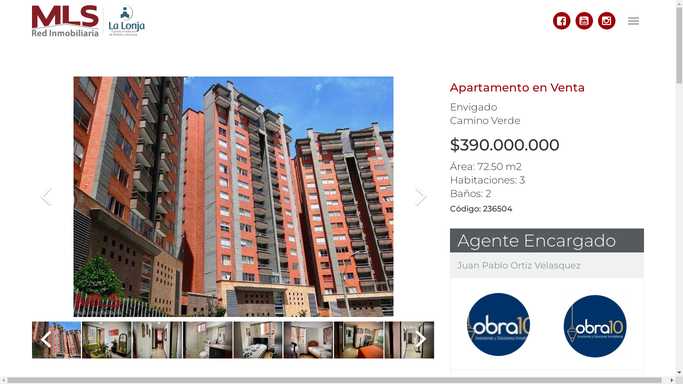 MLS
Red Inmobiliaria
La Lonja
Apartamento en Venta
Envigado
Camino Verde
$390.000.000
Área: 72.50 m2
Habitaciones: 3
Baños: 2
Código: 236504
Agente Encargado
Juan Pablo Ortiz Velasquez
obra10
obra10